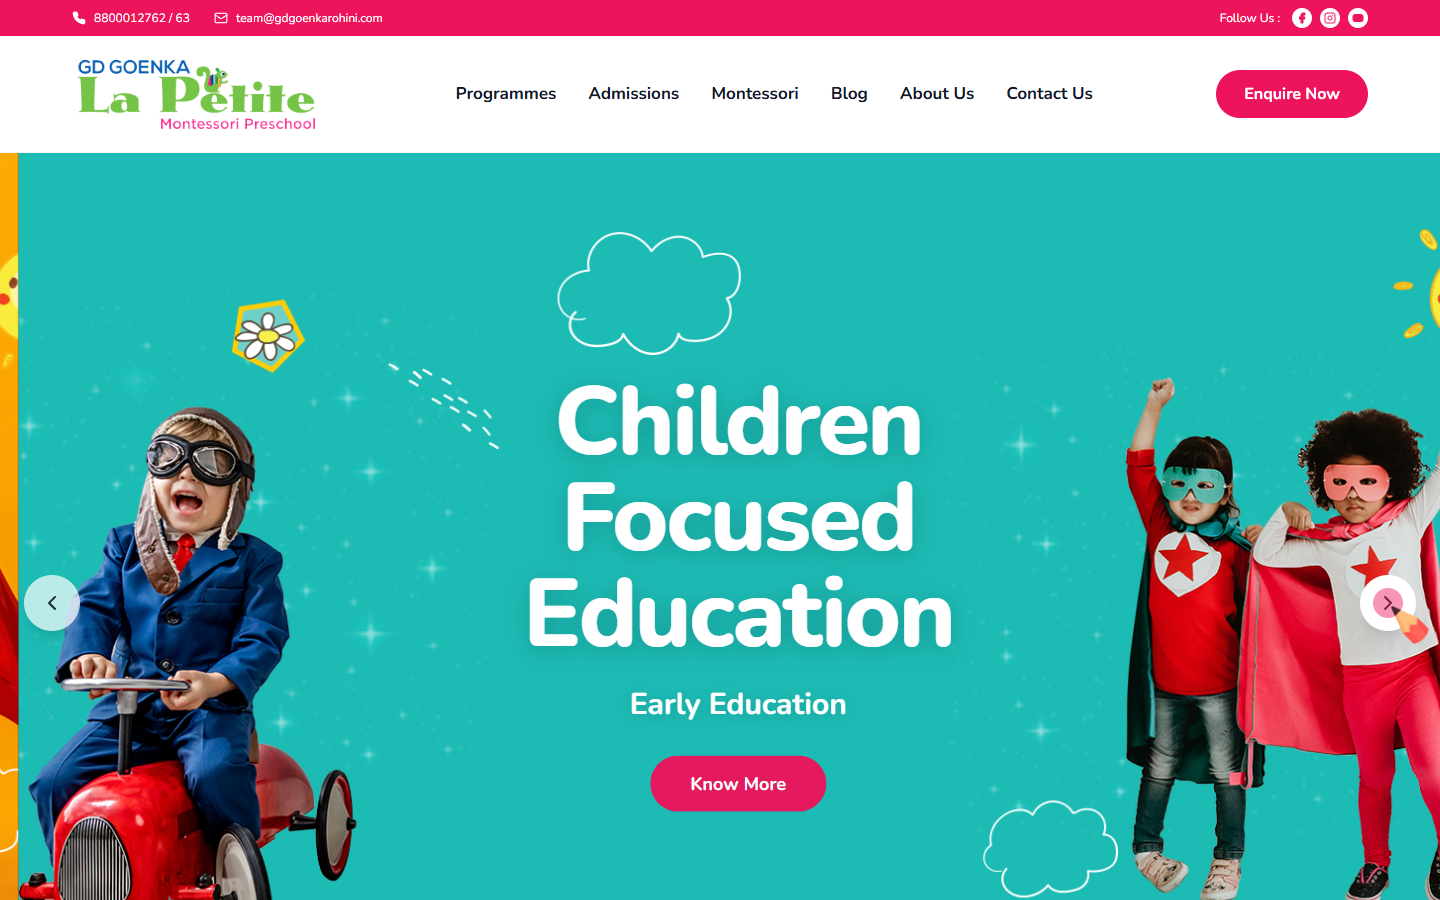 8800012762 / 63
team@gdgoenkarohini.com
Follow Us :
GD GOENKA
La Petite
Montessori Preschool
Programmes
Admissions
Montessori
Blog
About Us
Contact Us
Enquire Now
Children
Focused
Education
Early Education
Know More